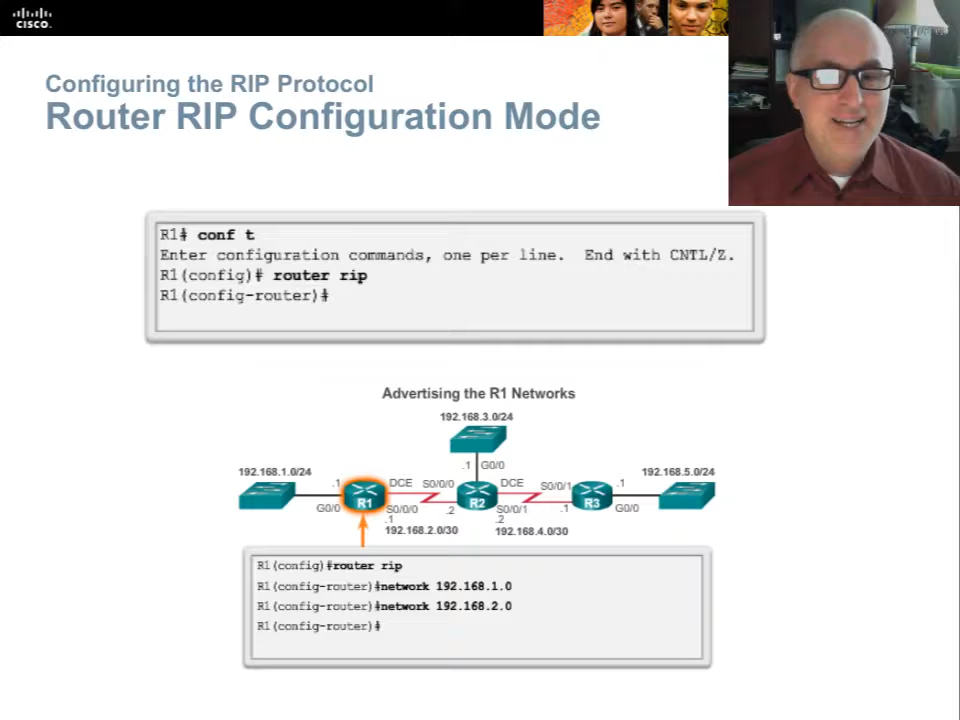 CISCO.
Configuring the RIP Protocol
Router RIP Configuration Mode
R1# conf t
Enter configuration commands, one per line.  End with CNTL/Z.
R1(config)# router rip
R1(config-router)#
Advertising the R1 Networks
192.168.3.0/24
.1 G0/0
192.168.1.0/24
192.168.5.0/24
.1 DCE S0/0/0 DCE S0/0/1 .1
R1 R2 R3
G0/0 S0/0/0 .2 S0/0/1 .1 G0/0
.1 .2
192.168.2.0/30 192.168.4.0/30
R1(config)#router rip
R1(config-router)#network 192.168.1.0
R1(config-router)#network 192.168.2.0
R1(config-router)#